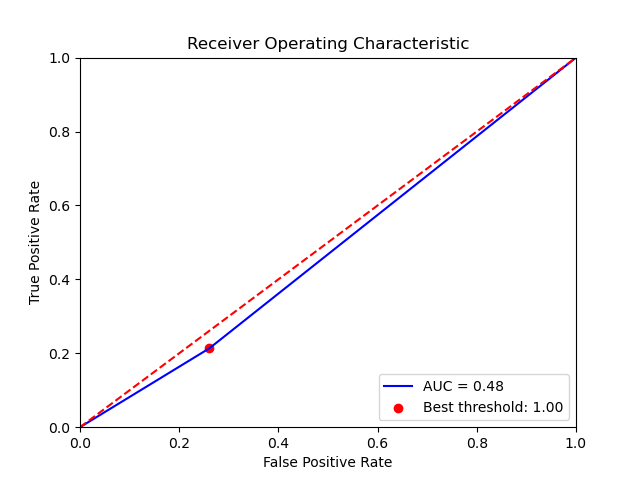 Receiver Operating Characteristic
True Positive Rate
1.0
0.8
0.6
0.4
0.2
0.0
0.0 0.2 0.4 0.6 0.8 1.0
False Positive Rate
AUC = 0.48
Best threshold: 1.00